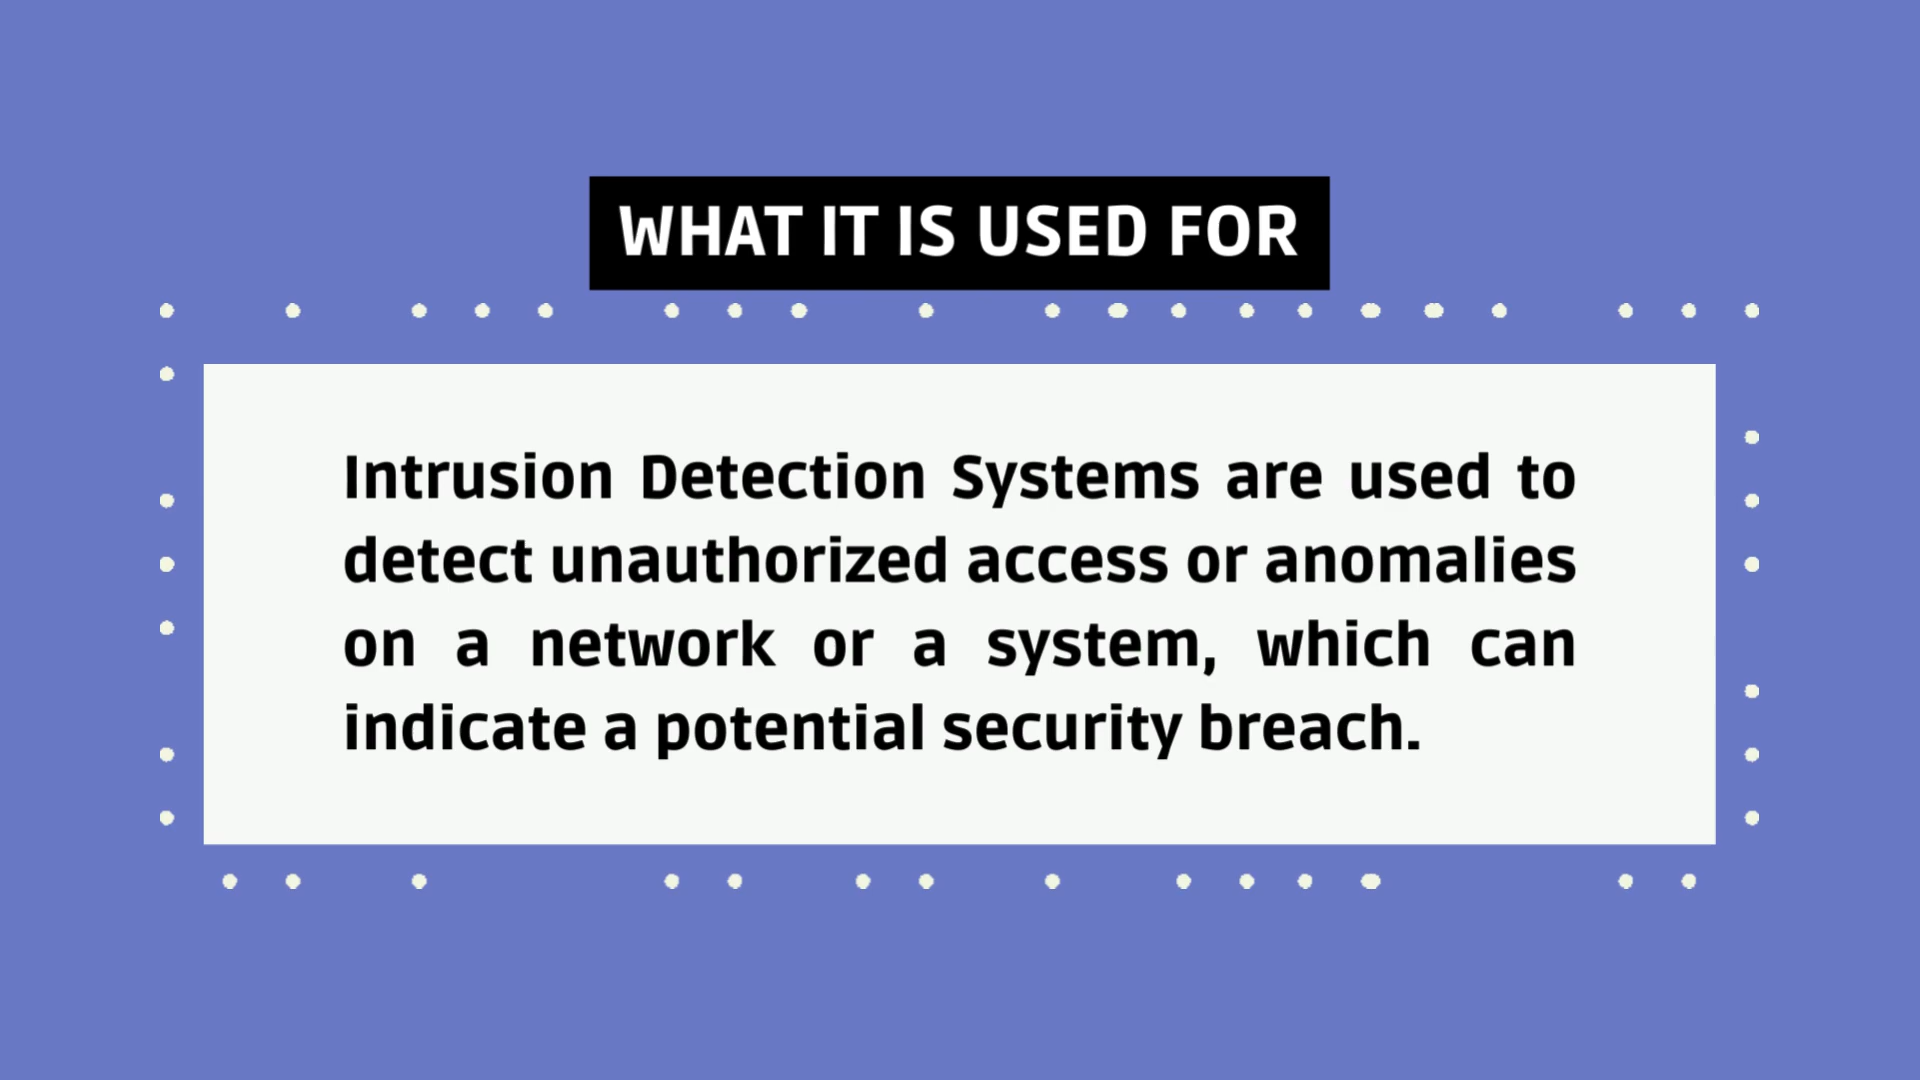 WHAT IT IS USED FOR
Intrusion Detection Systems are used to
detect unauthorized access or anomalies
on a network or a system, which can
indicate a potential security breach.